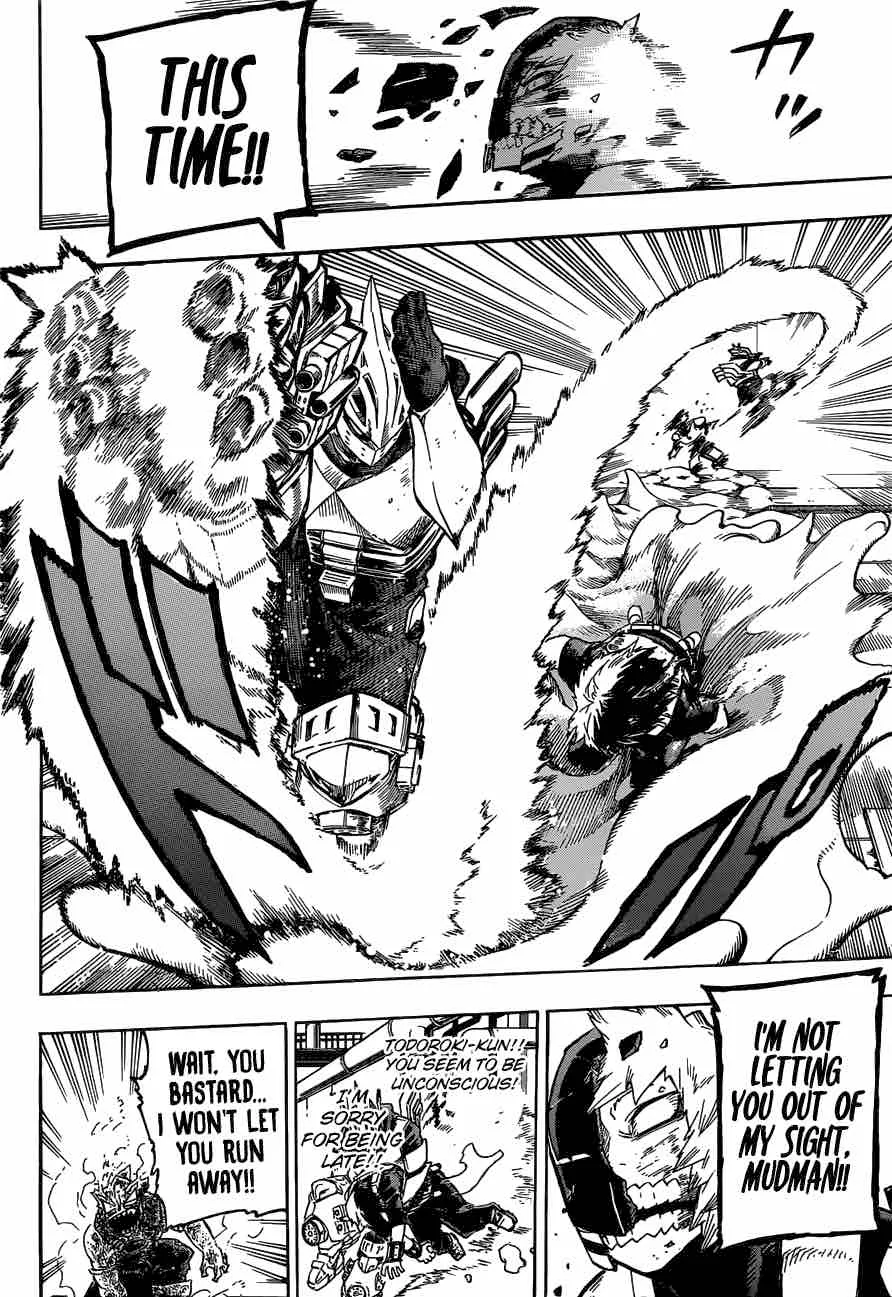 THIS
TIME!!
カッ
I'M NOT
LETTING
YOU OUT OF
MY SIGHT,
MUDMAN!!
TODOROKI-KUN!!
YOU SEEM TO BE
UNCONSCIOUS!
I'M
SORRY
FOR BEING
LATE!!
WAIT, YOU
BASTARD...
I WON'T LET
YOU RUN
AWAY!!